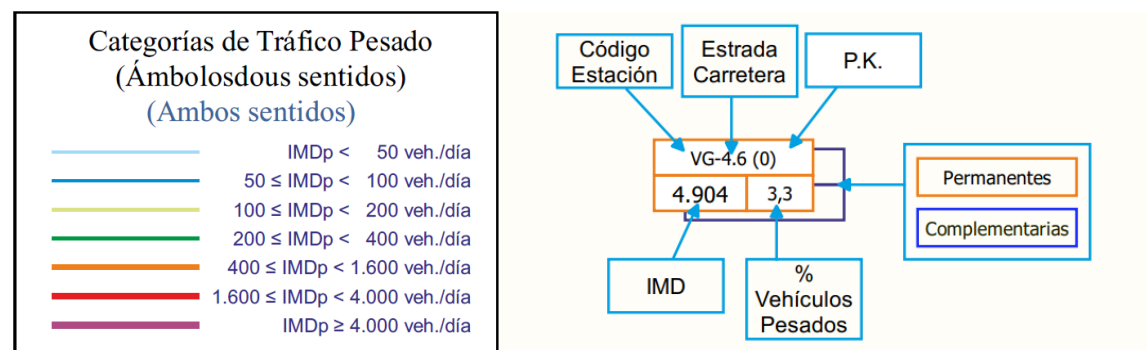 Categorías de Tráfico Pesado
(Ámbolosdous sentidos)
(Ambos sentidos)
IMDp < 50 veh./día
50 ≤ IMDp < 100 veh./día
100 ≤ IMDp < 200 veh./día
200 ≤ IMDp < 400 veh./día
400 ≤ IMDp < 1.600 veh./día
1.600 ≤ IMDp < 4.000 veh./día
IMDp ≥ 4.000 veh./día
Código
Estación
Estrada
Carretera
P.K.
VG-4.6 (0)
4.904 3,3
Permanentes
Complementarias
IMD
%
Vehículos
Pesados